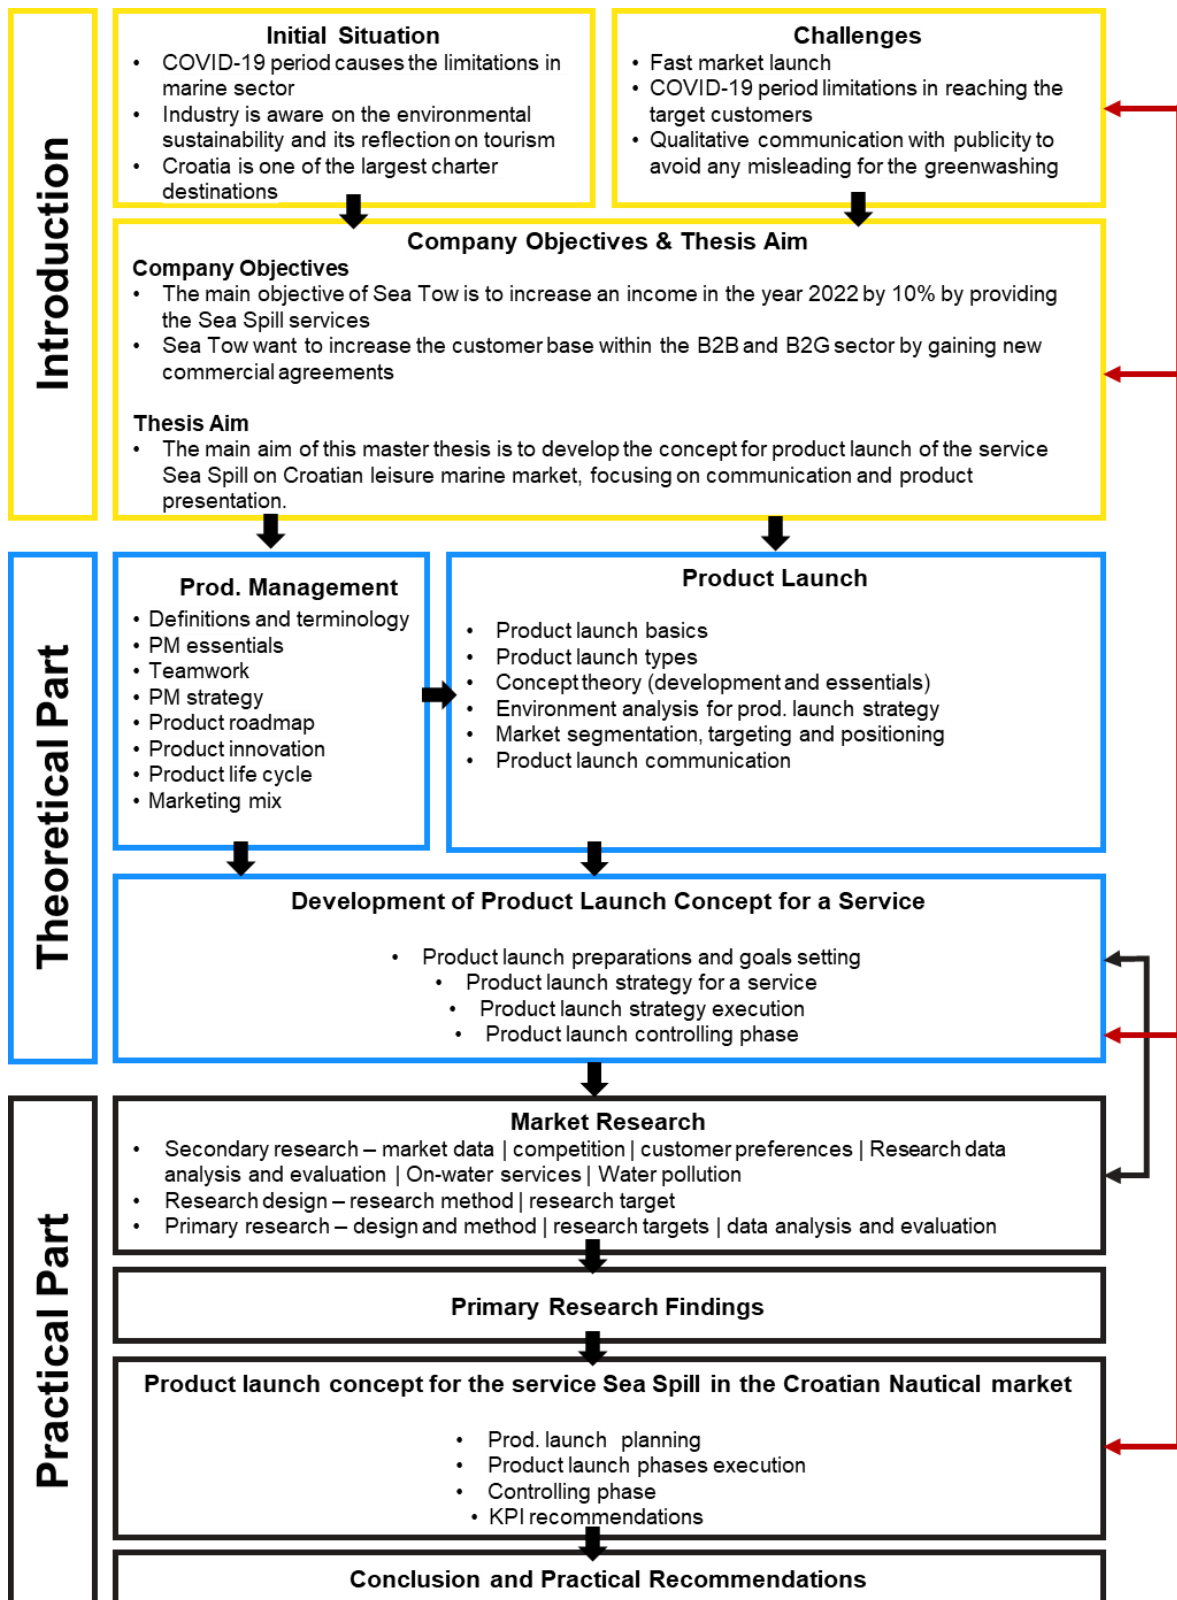 Introduction
Initial Situation
• COVID-19 period causes the limitations in
marine sector
• Industry is aware on the environmental
sustainability and its reflection on tourism
• Croatia is one of the largest charter
destinations
Challenges
• Fast market launch
• COVID-19 period limitations in reaching the
target customers
• Qualitative communication with publicity to
avoid any misleading for the greenwashing
Company Objectives & Thesis Aim
Company Objectives
• The main objective of Sea Tow is to increase an income in the year 2022 by 10% by providing
the Sea Spill services
• Sea Tow want to increase the customer base within the B2B and B2G sector by gaining new
commercial agreements
Thesis Aim
• The main aim of this master thesis is to develop the concept for product launch of the service
Sea Spill on Croatian leisure marine market, focusing on communication and product
presentation.
Theoretical Part
Prod. Management
• Definitions and terminology
• PM essentials
• Teamwork
• PM strategy
• Product roadmap
• Product innovation
• Product life cycle
• Marketing mix
Product Launch
• Product launch basics
• Product launch types
• Concept theory (development and essentials)
• Environment analysis for prod. launch strategy
• Market segmentation, targeting and positioning
• Product launch communication
Development of Product Launch Concept for a Service
• Product launch preparations and goals setting
• Product launch strategy for a service
• Product launch strategy execution
• Product launch controlling phase
Practical Part
Market Research
• Secondary research – market data | competition | customer preferences | Research data
analysis and evaluation | On-water services | Water pollution
• Research design – research method | research target
• Primary research – design and method | research targets | data analysis and evaluation
Primary Research Findings
Product launch concept for the service Sea Spill in the Croatian Nautical market
• Prod. launch planning
• Product launch phases execution
• Controlling phase
• KPI recommendations
Conclusion and Practical Recommendations